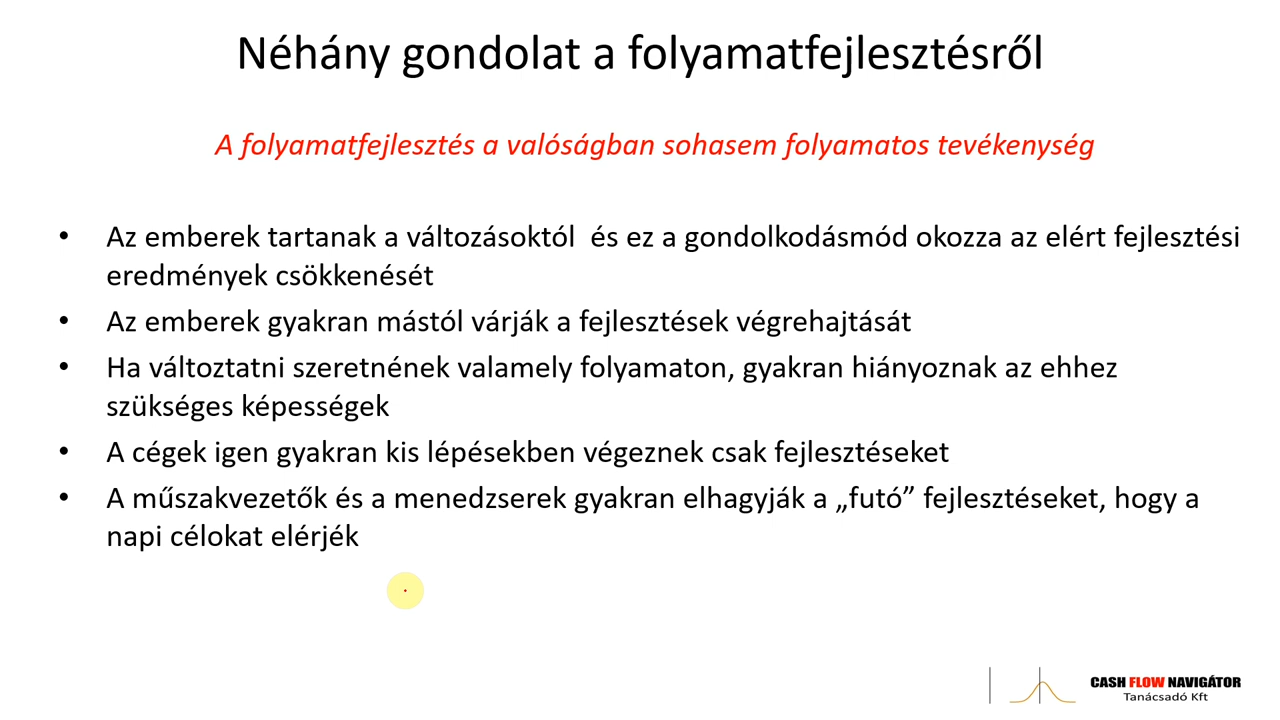 Néhány gondolat a folyamatfejlesztésről
A folyamatfejlesztés a valóságban sohasem folyamatos tevékenység
• Az emberek tartanak a változásoktól  és ez a gondolkodásmód okozza az elért fejlesztési
eredmények csökkenését
• Az emberek gyakran mástól várják a fejlesztések végrehajtását
• Ha változtatni szeretnének valamely folyamaton, gyakran hiányoznak az ehhez
szükséges képességek
• A cégek igen gyakran kis lépésekben végeznek csak fejlesztéseket
• A műszakvezetők és a menedzserek gyakran elhagyják a „futó” fejlesztéseket, hogy a
napi célokat elérjék
CASH FLOW NAVIGÁTOR
Tanácsadó Kft